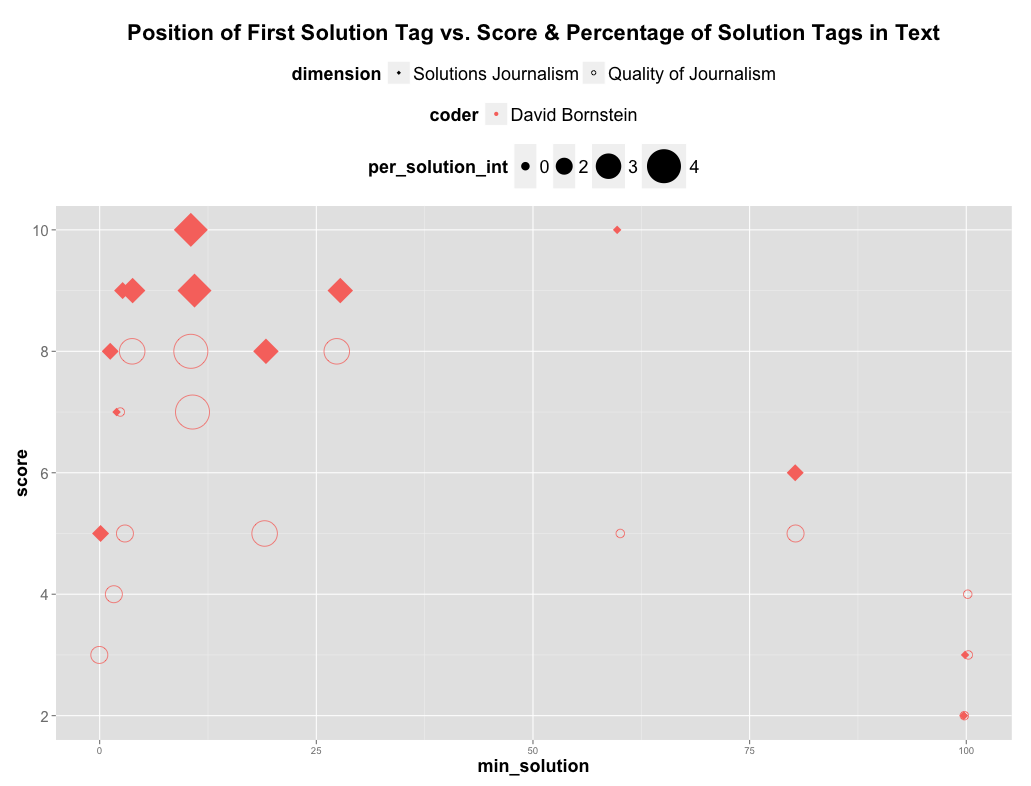 Position of First Solution Tag vs. Score & Percentage of Solution Tags in Text
dimension Solutions Journalism Quality of Journalism
coder David Bornstein
per_solution_int 0 2 3 4
10
8
6
4
2
score
0 25 50 75 100
min_solution